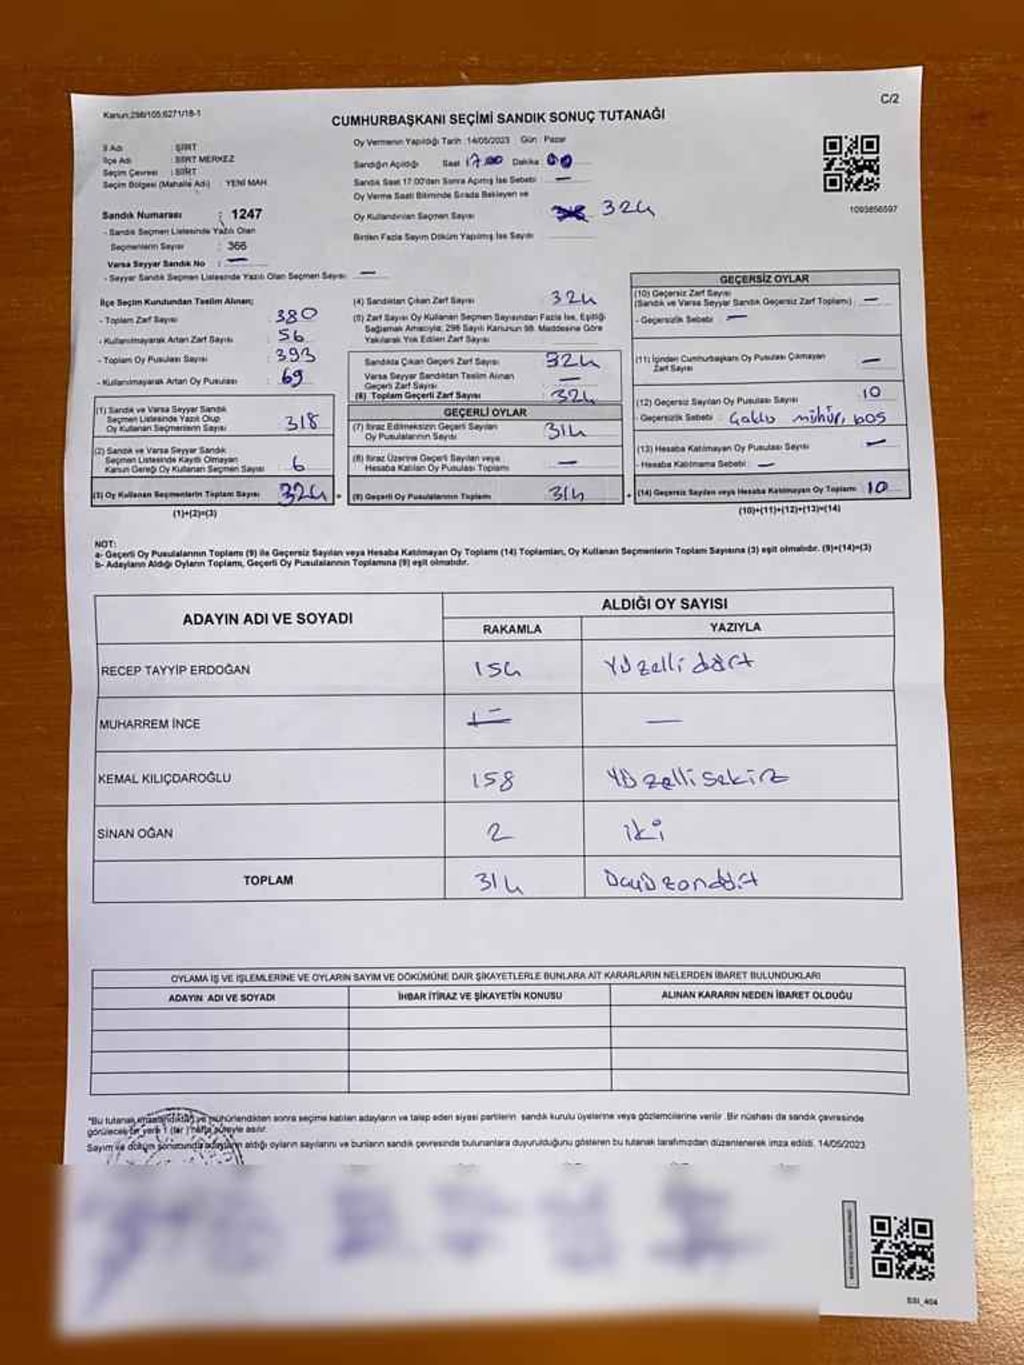 Kanun;298/105;6271/18-1
C/2
CUMHURBAŞKANI SEÇİMİ SANDIK SONUÇ TUTANAĞI
İl Adı : SİİRT
İlçe Adı : SİİRT MERKEZ
Seçim Çevresi : SİİRT
Seçim Bölgesi (Mahalle Adı) YENİ MAH.
Sandık Numarası : 1247
- Sandık Seçmen Listesinde Yazılı Olan
Seçmenlerin Sayısı : 366
Varsa Seyyar Sandık No : —
- Seyyar Sandık Seçmen Listesinde Yazılı Olan Seçmen Sayısı : —
Oy Vermenin Yapıldığı Tarih :14/05/2023 Gün : Pazar
Sandığın Açıldığı Saat 17.00 Dakika 00
Sandık Saat 17:00'den Sonra Açılmış İse Sebebi : —
Oy Verme Saati Bitiminde Sırada Bekleyen ve
Oy Kullandırılan Seçmen Sayısı 324
Birden Fazla Sayım Döküm Yapılmış İse Sayısı
1093856597
İlçe Seçim Kurulundan Teslim Alınan;
- Toplam Zarf Sayısı : 380
- Kullanılmayarak Artan Zarf Sayısı : 56
- Toplam Oy Pusulası Sayısı : 393
- Kullanılmayarak Artan Oy Pusulası : 69
(1) Sandık ve Varsa Seyyar Sandık
Seçmen Listesinde Yazılı Olup
Oy Kullanan Seçmenlerin Sayısı : 318
(2) Sandık ve Varsa Seyyar Sandık
Seçmen Listesinde Kayıtlı Olmayan
Kanun Gereği Oy Kullanan Seçmen Sayısı : 6
(3) Oy Kullanan Seçmenlerin Toplam Sayısı : 324
(1)+(2)=(3)
(4) Sandıktan Çıkan Zarf Sayısı : 324
(5) Zarf Sayısı Oy Kullanan Seçmen Sayısından Fazla İse, Eşitliği
Sağlamak Amacıyla; 298 Sayılı Kanunun 98. Maddesine Göre
Yakılarak Yok Edilen Zarf Sayısı
Sandıkta Çıkan Geçerli Zarf Sayısı : 324
Varsa Seyyar Sandıktan Teslim Alınan
Geçerli Zarf Sayısı : —
(6) Toplam Geçerli Zarf Sayısı : 324
GEÇERLİ OYLAR
(7) İtiraz Edilmeksizin Geçerli Sayılan
Oy Pusulalarının Sayısı : 314
(8) İtiraz Üzerine Geçerli Sayılan veya
Hesaba Katılan Oy Pusulası Toplamı : —
(9) Geçerli Oy Pusulalarının Toplamı : 314
GEÇERSİZ OYLAR
(10) Geçersiz Zarf Sayısı
(Sandık ve Varsa Seyyar Sandık Geçersiz Zarf Toplamı) : —
- Geçersizlik Sebebi : —
(11) İçinden Cumhurbaşkanı Oy Pusulası Çıkmayan
Zarf Sayısı : —
(12) Geçersiz Sayılan Oy Pusulası Sayısı : 10
- Geçersizlik Sebebi : mühür, boş
(13) Hesaba Katılmayan Oy Pusulası Sayısı : —
- Hesaba Katılmama Sebebi : —
(14) Geçersiz Sayılan veya Hesaba Katılmayan Oy Toplamı : 10
(10)+(11)+(12)+(13)=(14)
NOT:
a- Geçerli Oy Pusulalarının Toplamı (9) ile Geçersiz Sayılan veya Hesaba Katılmayan Oy Toplamı (14) Toplamları, Oy Kullanan Seçmenlerin Toplam Sayısına (3) eşit olmalıdır. (9)+(14)=(3)
b- Adayların Aldığı Oyların Toplamı, Geçerli Oy Pusulalarının Toplamına (9) eşit olmalıdır.
ADAYIN ADI VE SOYADI
ALDIĞI OY SAYISI
RAKAMLA YAZIYLA
RECEP TAYYİP ERDOĞAN 154 Yüzellidört
MUHARREM İNCE — —
KEMAL KILIÇDAROĞLU 158 Yüzellisekiz
SİNAN OĞAN 2 iki
TOPLAM 314
OYLAMA İŞ VE İŞLEMLERİNE VE OYLARIN SAYIM VE DÖKÜMÜNE DAİR ŞİKAYETLERLE BUNLARA AİT KARARLARIN NELERDEN İBARET BULUNDUKLARI
ADAYIN ADI VE SOYADI İHBAR İTİRAZ VE ŞİKAYETİN KONUSU ALINAN KARARIN NEDEN İBARET OLDUĞU
"Bu tutanak imzalandıktan ve mühürlendikten sonra seçime katılan adayların ve talep eden siyasi partilerin sandık kurulu üyelerine veya gözlemcilerine verilir. Bir nüshası da sandık çevresinde
görülecek bir yere 1 (bir) hafta süreyle asılır.
Sayım ve döküm sonucunda adayların aldığı oyların sayılarını ve bunların sandık çevresinde bulunanlara duyurulduğunu gösteren bu tutanak tarafımızdan düzenlenerek imza edildi. 14/05/2023
SSI_404